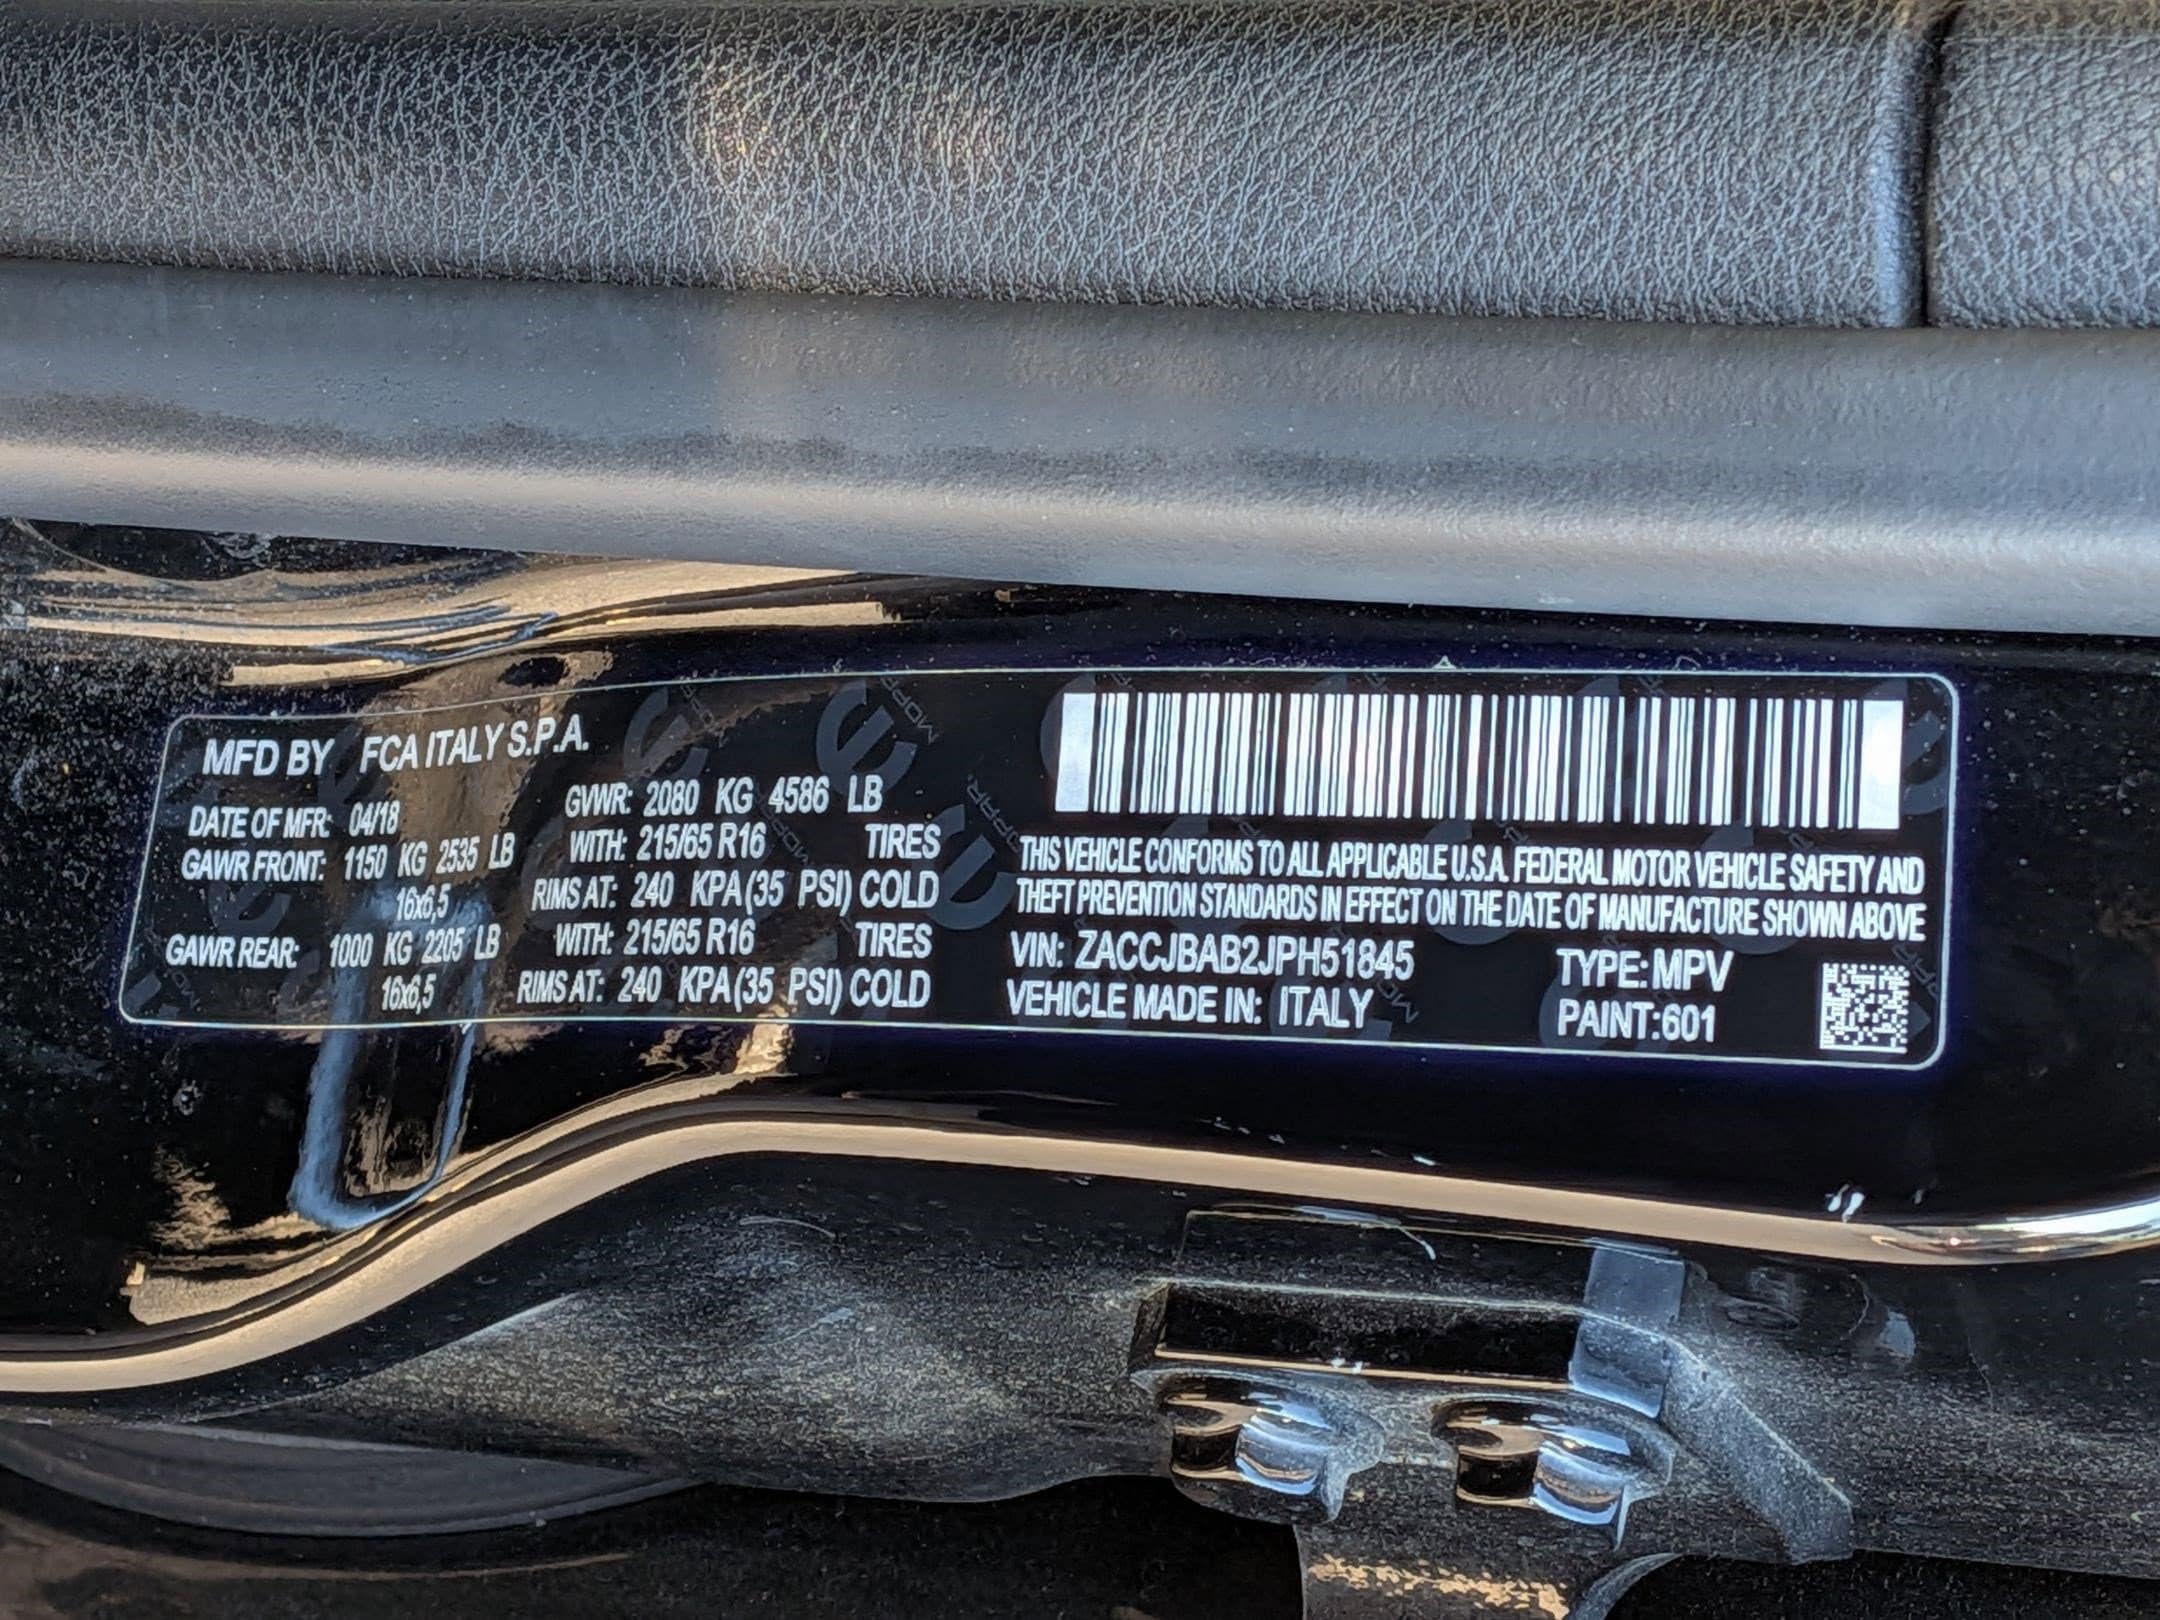 MFD BY FCA ITALY S.P.A.
DATE OF MFR: 04/18 GVWR: 2080 KG 4586 LB
GAWR FRONT: 1150 KG 2535 LB WITH: 215/65 R16 TIRES
16x6,5 RIMS AT: 240 KPA (35 PSI) COLD
GAWR REAR: 1000 KG 2205 LB WITH: 215/65 R16 TIRES
16x6,5 RIMS AT: 240 KPA (35 PSI) COLD
THIS VEHICLE CONFORMS TO ALL APPLICABLE U.S.A. FEDERAL MOTOR VEHICLE SAFETY AND
THEFT PREVENTION STANDARDS IN EFFECT ON THE DATE OF MANUFACTURE SHOWN ABOVE
VIN: ZACCJBAB2JPH51845 TYPE: MPV
VEHICLE MADE IN: ITALY PAINT: 601